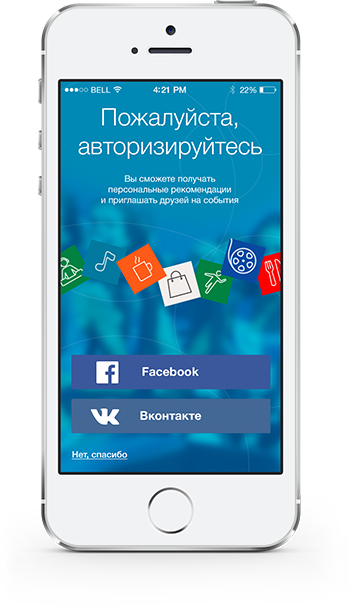 BELL 4:21 PM 22%
Пожалуйста,
авторизируйтесь
Вы сможете получать
персональные рекомендации
и приглашать друзей на события
Facebook
Вконтакте
Нет, спасибо